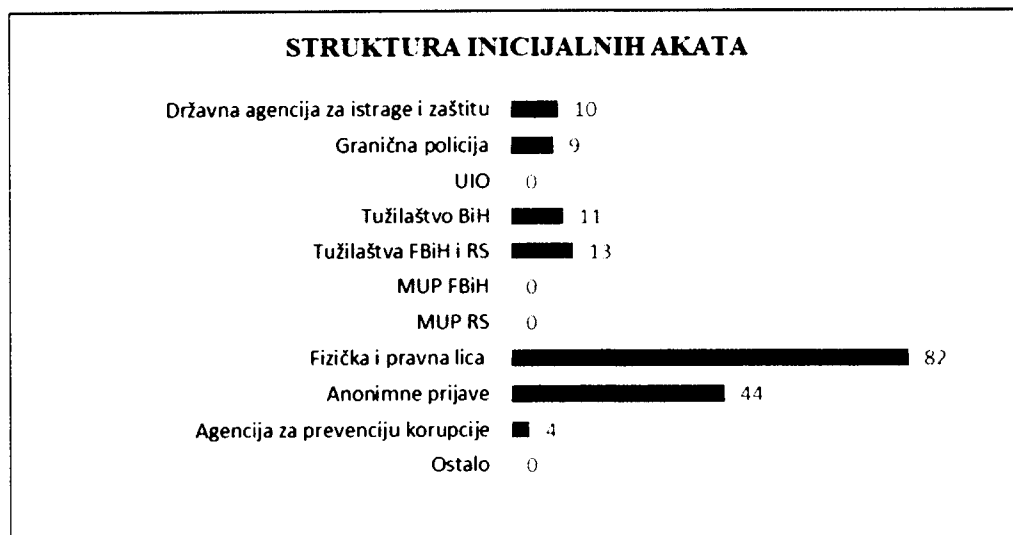 STRUKTURA INICIJALNIH AKATA
Državna agencija za istrage i zaštitu 10
Granična policija 9
UIO 0
Tužilaštvo BiH 11
Tužilaštva FBiH i RS 13
MUP FBiH 0
MUP RS 0
Fizička i pravna lica 82
Anonimne prijave 44
Agencija za prevenciju korupcije 4
Ostalo 0